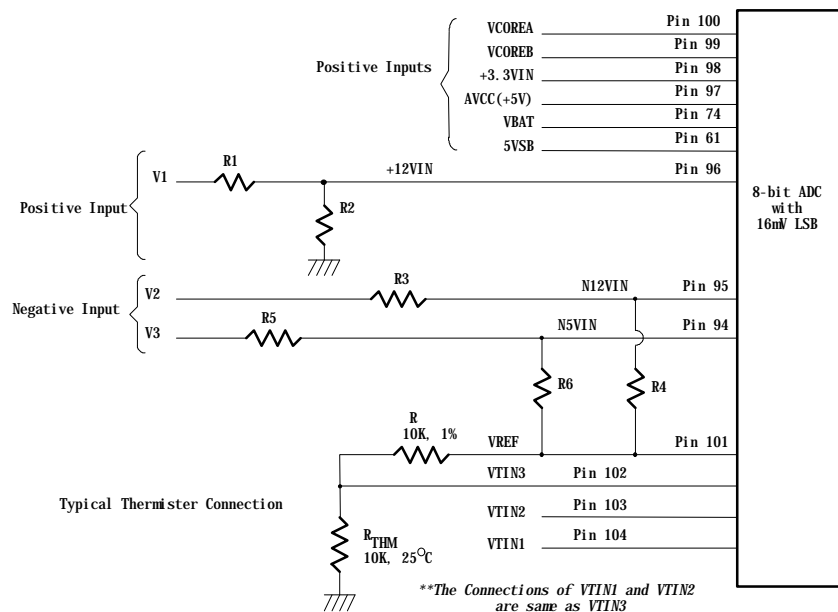 VCOREA Pin 100
VCOREB Pin 99
Positive Inputs +3.3VIN Pin 98
AVCC(+5V) Pin 97
VBAT Pin 74
5VSB Pin 61
V1 R1 +12VIN Pin 96
Positive Input R2
8-bit ADC
with
16mV LSB
V2 R3 N12VIN Pin 95
Negative Input
V3 R5 N5VIN Pin 94
R6 R4
R
10K, 1%
VREF Pin 101
VTIN3 Pin 102
Typical Thermister Connection
VTIN2 Pin 103
VTIN1 Pin 104
RTHM
10K, 25°C
**The Connections of VTIN1 and VTIN2
are same as VTIN3